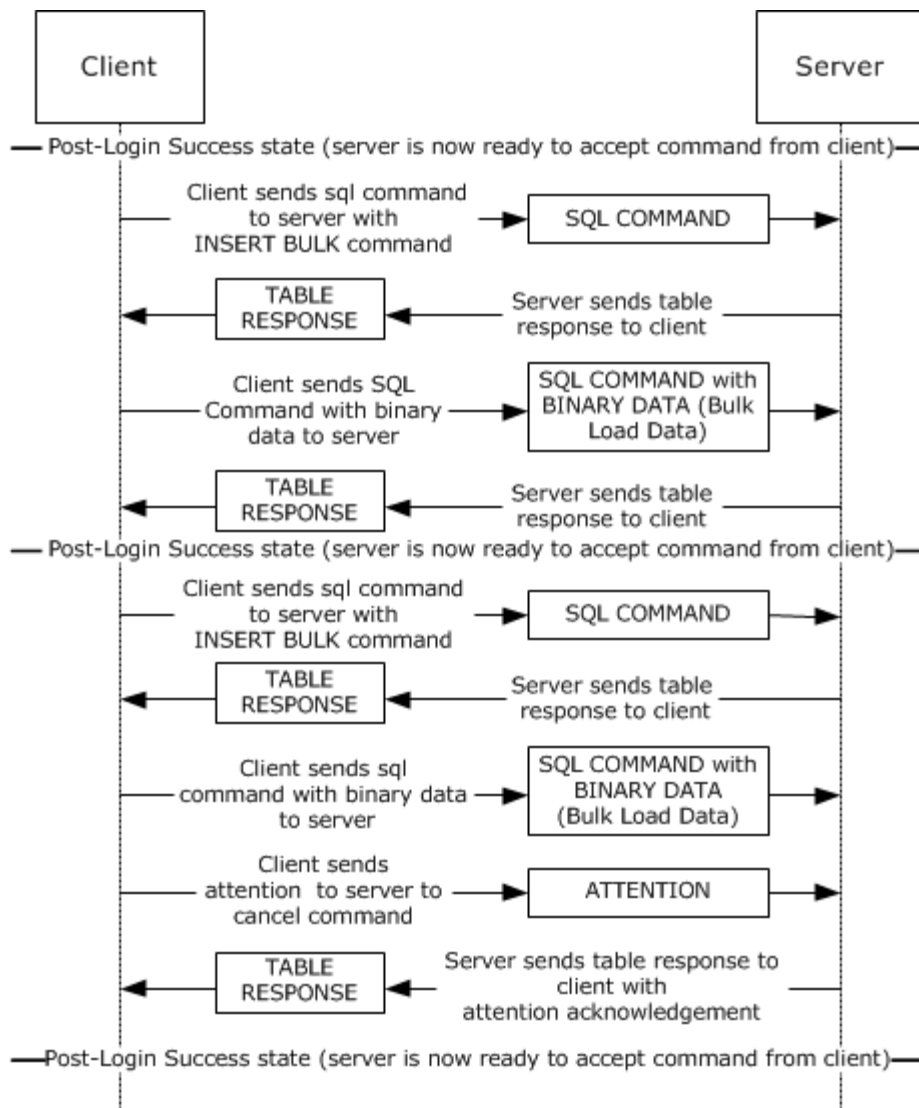 Client
Server
Post-Login Success state (server is now ready to accept command from client)
Client sends sql command
to server with
INSERT BULK command
SQL COMMAND
TABLE
RESPONSE
Server sends table
response to client
Client sends SQL
Command with binary
data to server
SQL COMMAND with
BINARY DATA (Bulk
Load Data)
TABLE
RESPONSE
Server sends table
response to client
Post-Login Success state (server is now ready to accept command from client)
Client sends sql command
to server with
INSERT BULK command
SQL COMMAND
TABLE
RESPONSE
Server sends table
response to client
Client sends sql
command with binary data
to server
SQL COMMAND with
BINARY DATA
(Bulk Load Data)
Client sends
attention to server to
cancel command
ATTENTION
TABLE
RESPONSE
Server sends table response to
client with
attention acknowledgement
Post-Login Success state (server is now ready to accept command from client)